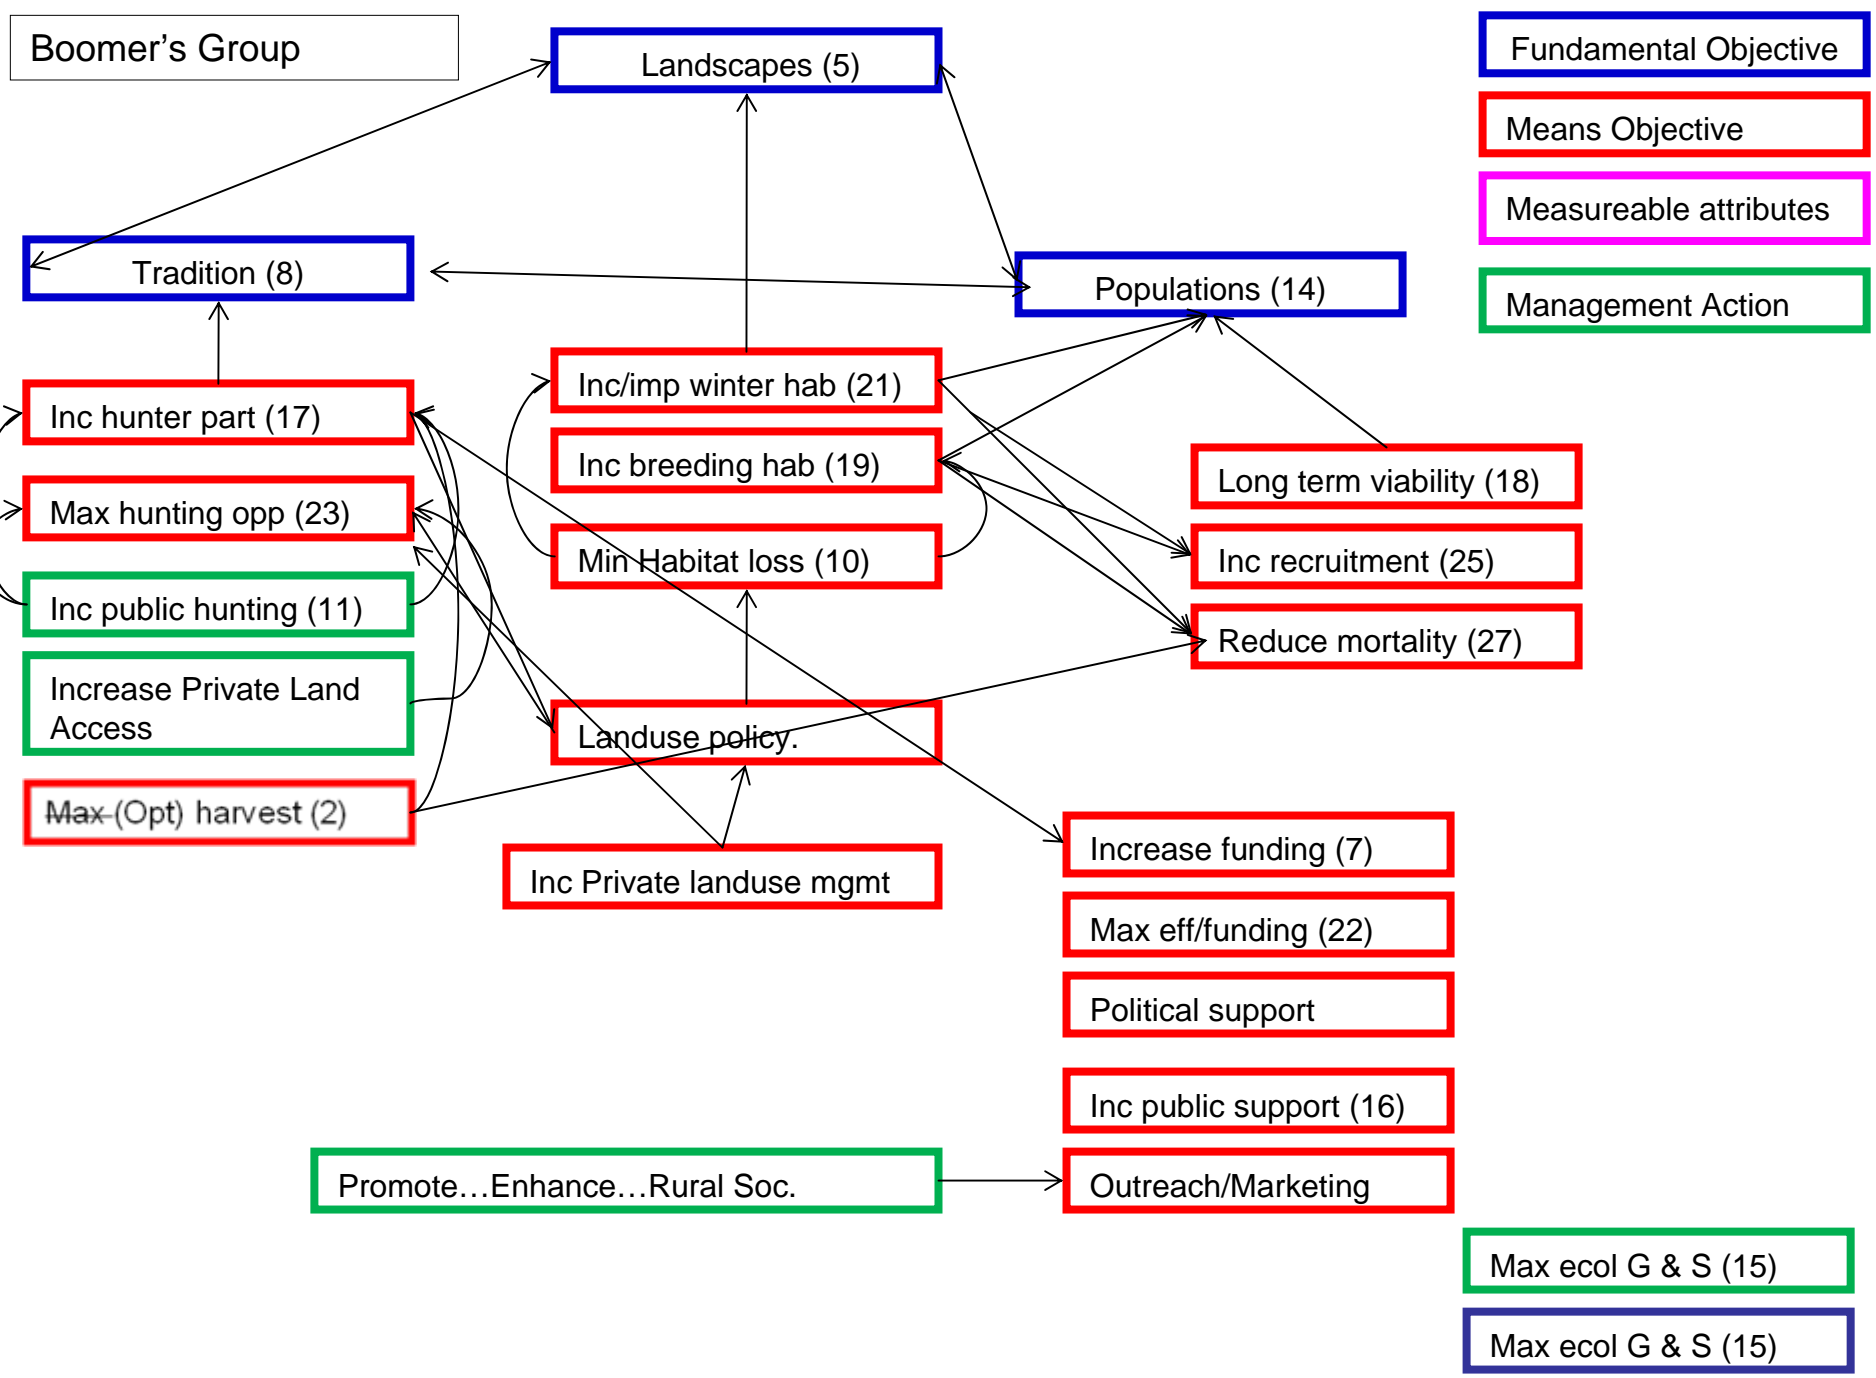 Boomer's Group
Landscapes (5)
Fundamental Objective
Means Objective
Measureable attributes
Management Action
Tradition (8)
Populations (14)
Inc hunter part (17)
Max hunting opp (23)
Inc public hunting (11)
Increase Private Land
Access
Max (Opt) harvest (2)
Inc/imp winter hab (21)
Inc breeding hab (19)
Min Habitat loss (10)
Landuse policy.
Inc Private landuse mgmt
Long term viability (18)
Inc recruitment (25)
Reduce mortality (27)
Increase funding (7)
Max eff/funding (22)
Political support
Inc public support (16)
Promote…Enhance…Rural Soc.
Outreach/Marketing
Max ecol G & S (15)
Max ecol G & S (15)